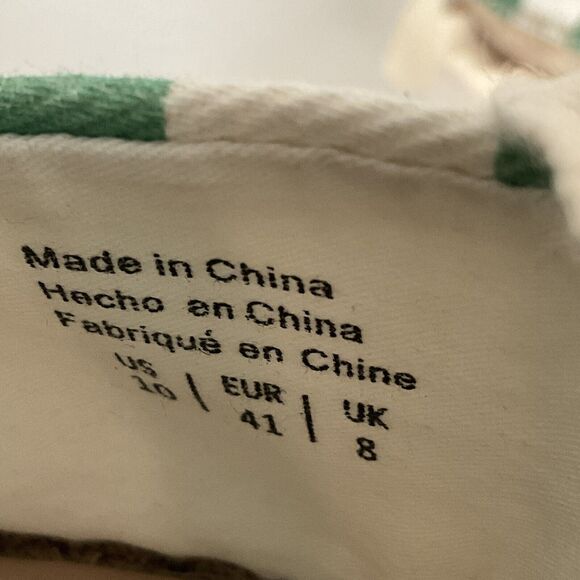 Made in China
Hecho en China
Fabriqué en Chine
US | EUR | UK
10 | 41 | 8